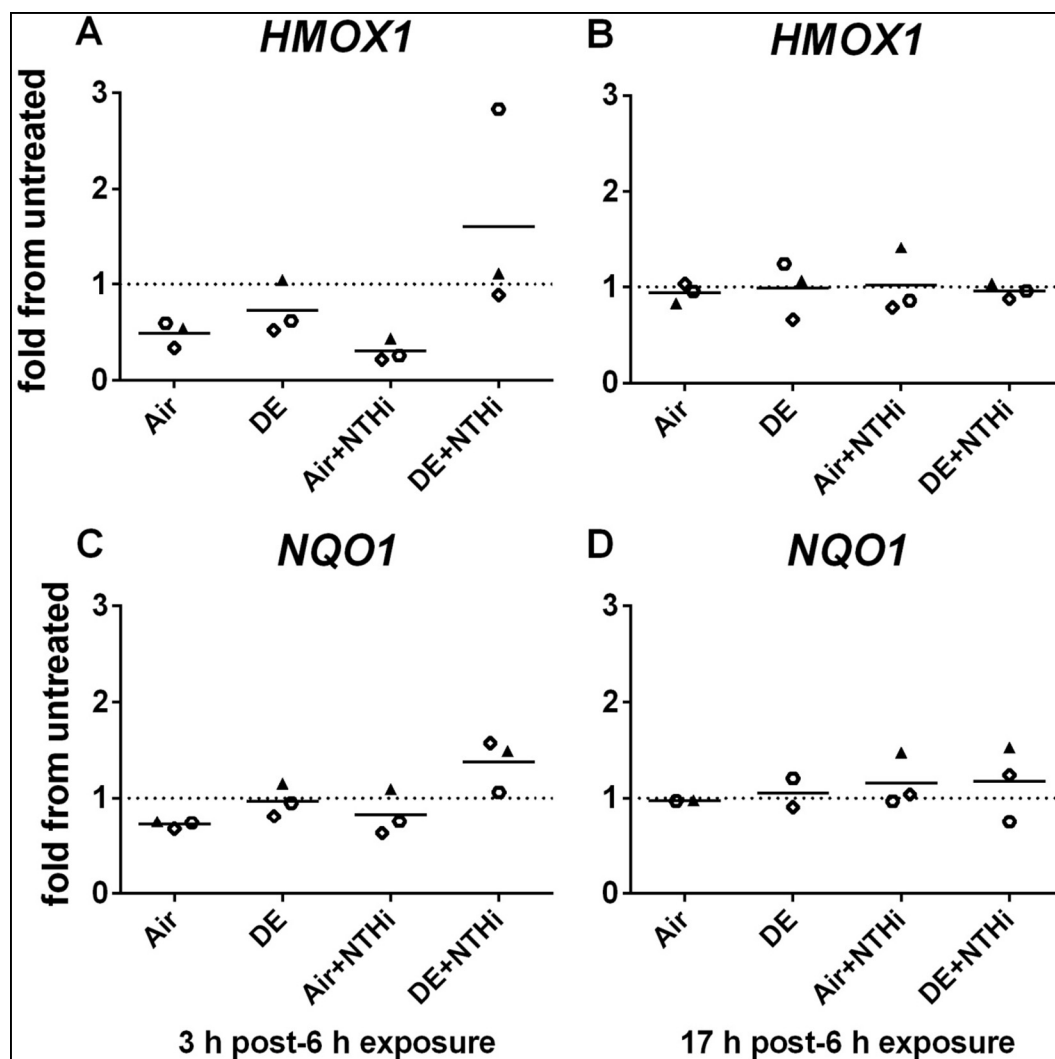 A
HMOX1
fold from untreated
3
2
1
0
Air
DE
Air+NTHi
DE+NTHi
B
HMOX1
3
2
1
0
Air
DE
Air+NTHi
DE+NTHi
C
NQO1
fold from untreated
3
2
1
0
Air
DE
Air+NTHi
DE+NTHi
3 h post-6 h exposure
D
NQO1
3
2
1
0
Air
DE
Air+NTHi
DE+NTHi
17 h post-6 h exposure